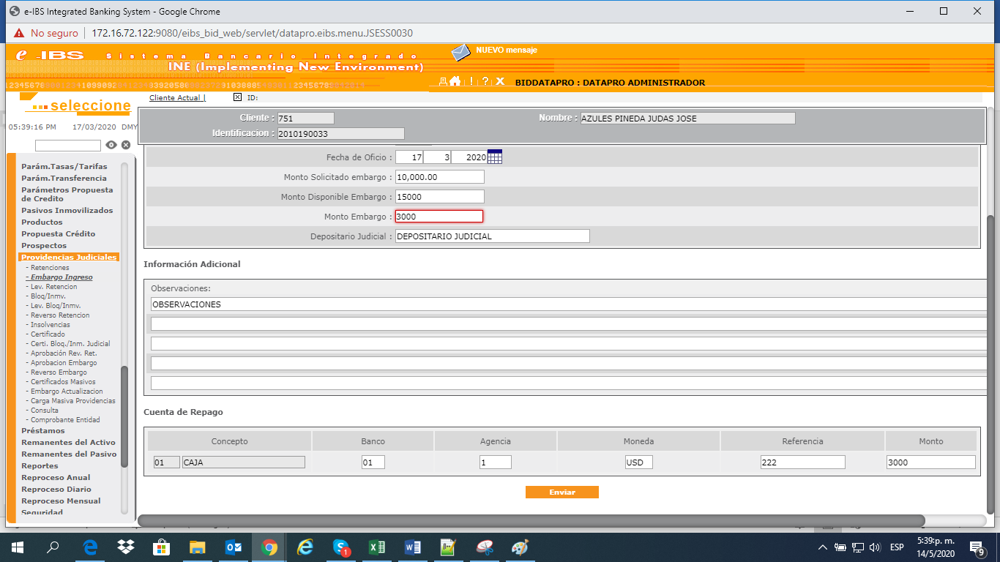 e-IBS Integrated Banking System - Google Chrome
No seguro | 172.16.72.122:9080/eibs_bid_web/servlet/datapro.eibs.menu.JSESS0030
e -IBS Sistema Bancario Integrado
INE (Implementing New Environment)
NUEVO mensaje
BIDDATAPRO : DATAPRO ADMINISTRADOR
seleccione
Cliente Actual | ID:
05:39:16 PM 17/03/2020 DMY
Cliente : 751 Nombre : AZULES PINEDA JUDAS JOSE
Identificacion : 2010190033
Parám.Tasas/Tarifas
Parám.Transferencia
Parámetros Propuesta
de Credito
Pasivos Inmovilizados
Productos
Propuesta Crédito
Prospectos
Providencias Judiciales
- Retenciones
- Embargo Ingreso
- Lev. Retencion
- Bloq/Inmv.
- Lev. Bloq/Inmv.
- Reverso Retencion
- Insolvencias
- Certificado
- Certi. Bloq./Inm. Judicial
- Aprobación Rev. Ret.
- Aprobacion Embargo
- Reverso Embargo
- Certificados Masivos
- Embargo Actualizacion
- Carga Masiva Providencias
- Consulta
- Comprobante Entidad
Préstamos
Remanentes del Activo
Remanentes del Pasivo
Reportes
Reproceso Anual
Reproceso Diario
Reproceso Mensual
Seguridad
Fecha de Oficio : 17 3 2020
Monto Solicitado embargo : 10,000.00
Monto Disponible Embargo : 15000
Monto Embargo : 3000
Depositario Judicial : DEPOSITARIO JUDICIAL
Información Adicional
Observaciones:
OBSERVACIONES
Cuenta de Repago
Concepto Banco Agencia Moneda Referencia Monto
01 CAJA 01 1 USD 222 3000
Enviar
ESP
5:39:p. m.
14/5/2020
1
9